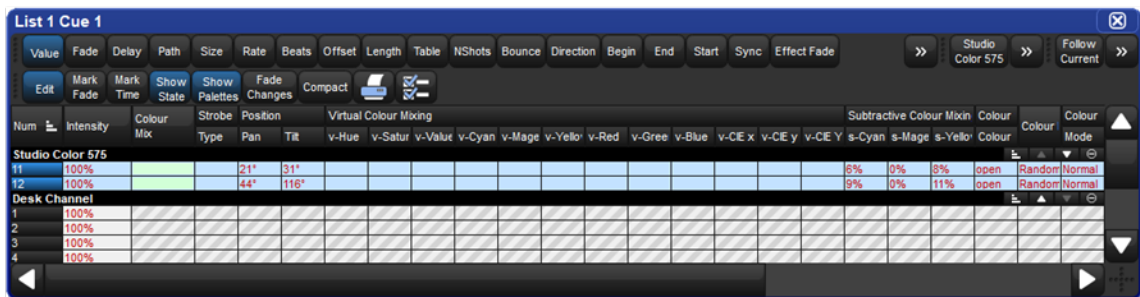 List 1 Cue 1
Value Fade Delay Path Size Rate Beats Offset Length Table NShots Bounce Direction Begin End Start Sync Effect Fade » Studio Color 575 » Follow Current »
Edit Mark Fade Mark Time Show State Show Palettes Fade Changes Compact
Num Intensity Colour Mix Strobe Position Virtual Colour Mixing Subtractive Colour Mixin Colour Colour Colour
Type Pan Tilt v-Hue v-Satur v-Value v-Cyan v-Mage v-Yello v-Red v-Gree v-Blue v-CIE x v-CIE y v-CIE Y s-Cyan s-Mage s-Yello Colour Mode
Studio Color 575
11 100% 21° 31° 6% 0% 8% open Random Normal
12 100% 44° 116° 9% 0% 11% open Random Normal
Desk Channel
1 100%
2 100%
3 100%
4 100%